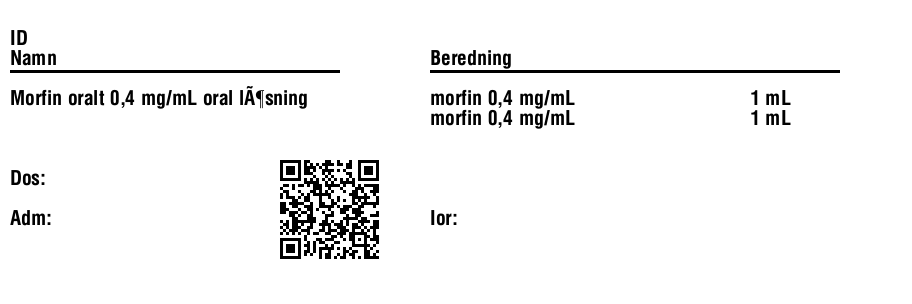 ID
Namn
Beredning
Morfin oralt 0,4 mg/mL oral lÃ¶sning
morfin 0,4 mg/mL 1 mL
morfin 0,4 mg/mL 1 mL
Dos:
Adm:
Ior: